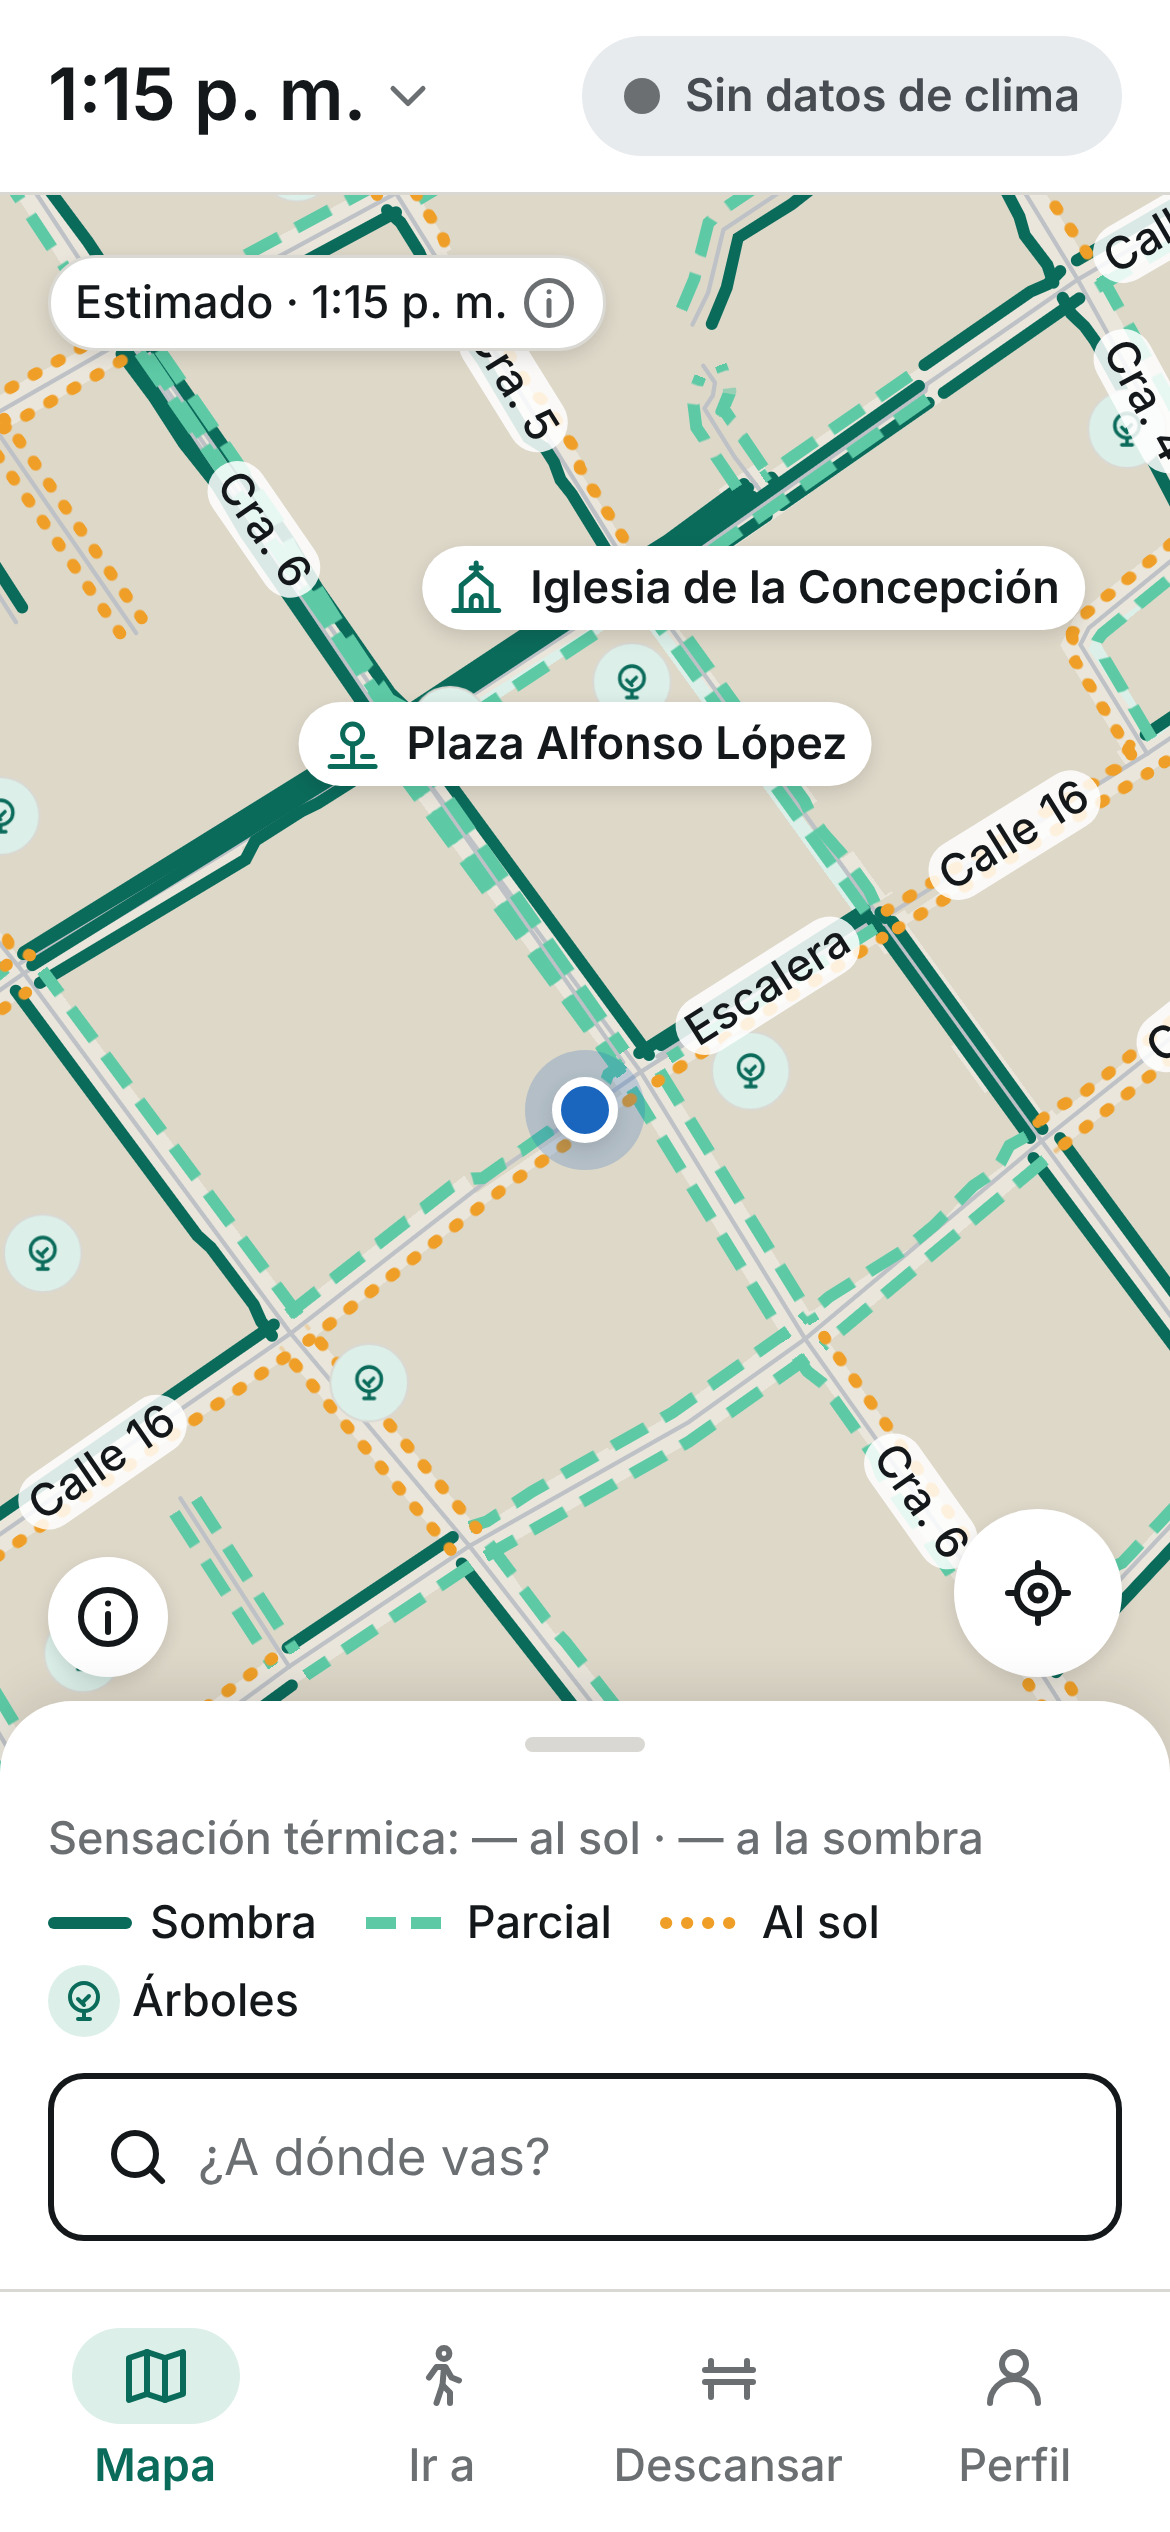 1:15 p. m.
Sin datos de clima
Estimado · 1:15 p. m.
Cra. 5
Cra. 6
Iglesia de la Concepción
Plaza Alfonso López
Calle 16
Escalera
Calle 16
Cra. 6
Sensación térmica: — al sol · — a la sombra
Sombra
Parcial
Al sol
Árboles
¿A dónde vas?
Mapa
Ir a
Descansar
Perfil